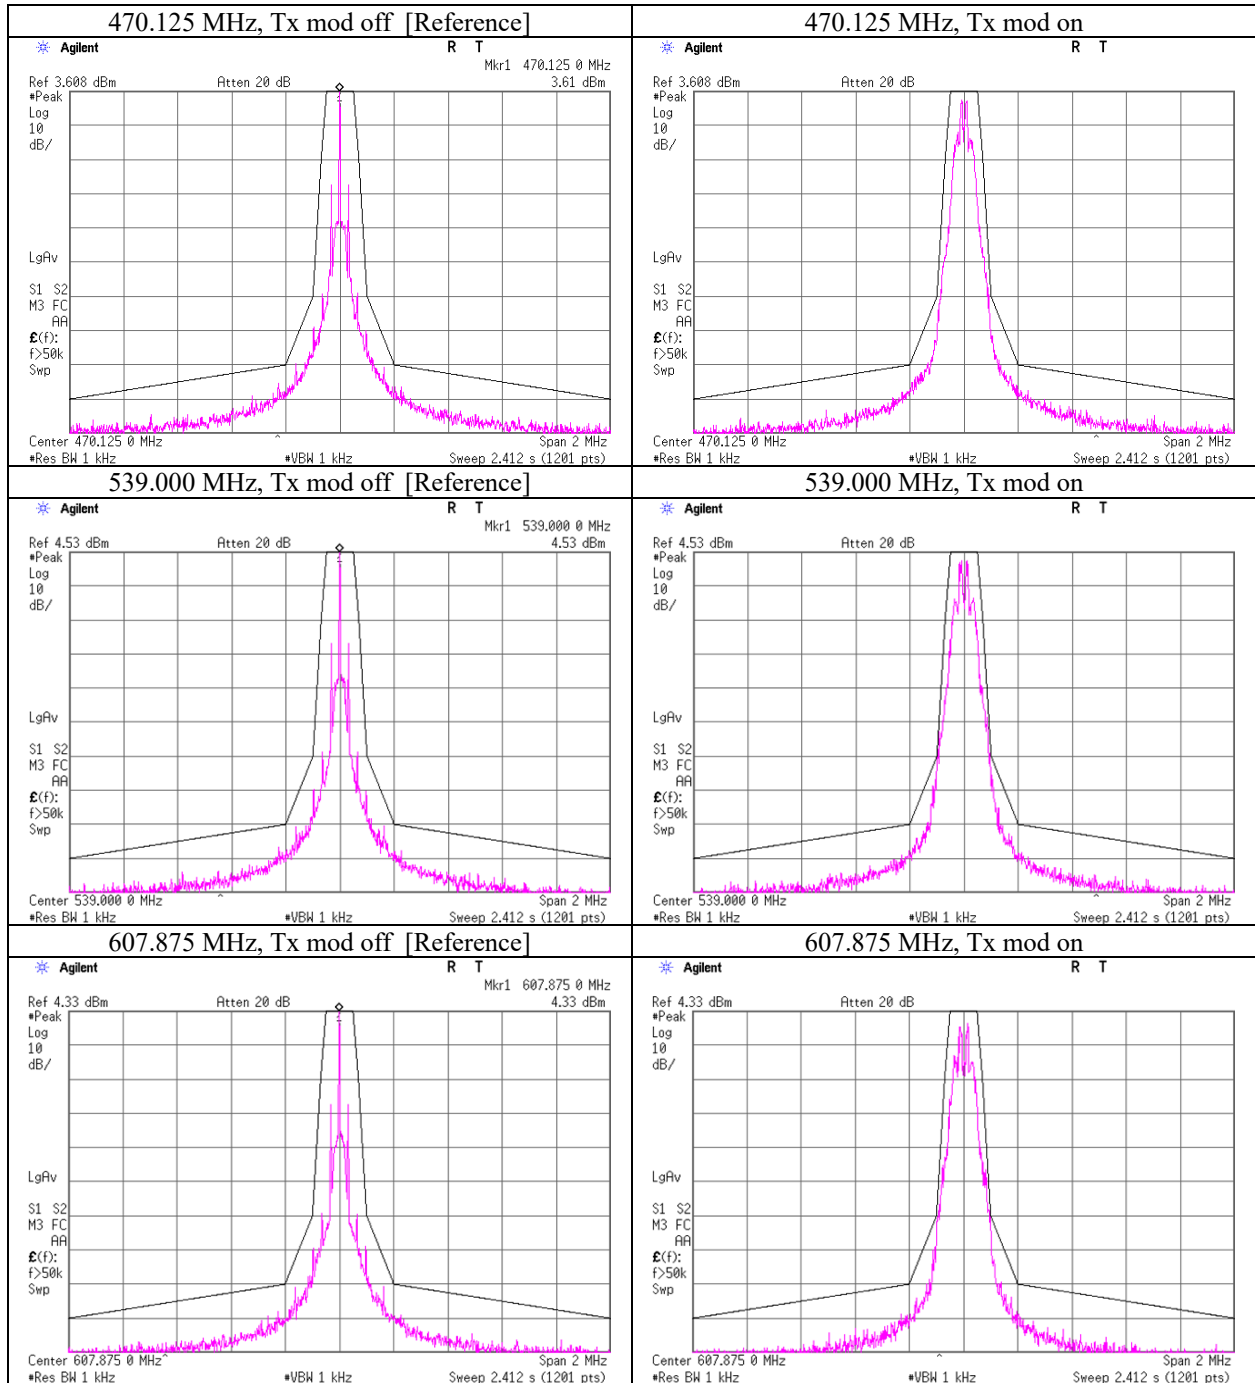 470.125 MHz, Tx mod off [Reference]
470.125 MHz, Tx mod on
Agilent
R T
Mkr1 470.125 0 MHz
Ref 3.608 dBm
Atten 20 dB
3.61 dBm
#Peak
Log
10
dB/
1
LgAv
S1 S2
M3 FC
AA
£(f):
f>50k
Swp
Center 470.125 0 MHz
Span 2 MHz
#Res BW 1 kHz
#VBW 1 kHz
Sweep 2.412 s (1201 pts)
Agilent
R T
Ref 3.608 dBm
Atten 20 dB
#Peak
Log
10
dB/
LgAv
S1 S2
M3 FC
AA
£(f):
f>50k
Swp
Center 470.125 0 MHz
Span 2 MHz
#Res BW 1 kHz
#VBW 1 kHz
Sweep 2.412 s (1201 pts)
539.000 MHz, Tx mod off [Reference]
539.000 MHz, Tx mod on
Agilent
R T
Mkr1 539.000 0 MHz
Ref 4.53 dBm
Atten 20 dB
4.53 dBm
#Peak
Log
10
dB/
1
LgAv
S1 S2
M3 FC
AA
£(f):
f>50k
Swp
Center 539.000 0 MHz
Span 2 MHz
#Res BW 1 kHz
#VBW 1 kHz
Sweep 2.412 s (1201 pts)
Agilent
R T
Ref 4.53 dBm
Atten 20 dB
#Peak
Log
10
dB/
LgAv
S1 S2
M3 FC
AA
£(f):
f>50k
Swp
Center 539.000 0 MHz
Span 2 MHz
#Res BW 1 kHz
#VBW 1 kHz
Sweep 2.412 s (1201 pts)
607.875 MHz, Tx mod off [Reference]
607.875 MHz, Tx mod on
Agilent
R T
Mkr1 607.875 0 MHz
Ref 4.33 dBm
Atten 20 dB
4.33 dBm
#Peak
Log
10
dB/
1
LgAv
S1 S2
M3 FC
AA
£(f):
f>50k
Swp
Center 607.875 0 MHz
Span 2 MHz
#Res BW 1 kHz
#VBW 1 kHz
Sweep 2.412 s (1201 pts)
Agilent
R T
Ref 4.33 dBm
Atten 20 dB
#Peak
Log
10
dB/
LgAv
S1 S2
M3 FC
AA
£(f):
f>50k
Swp
Center 607.875 0 MHz
Span 2 MHz
#Res BW 1 kHz
#VBW 1 kHz
Sweep 2.412 s (1201 pts)